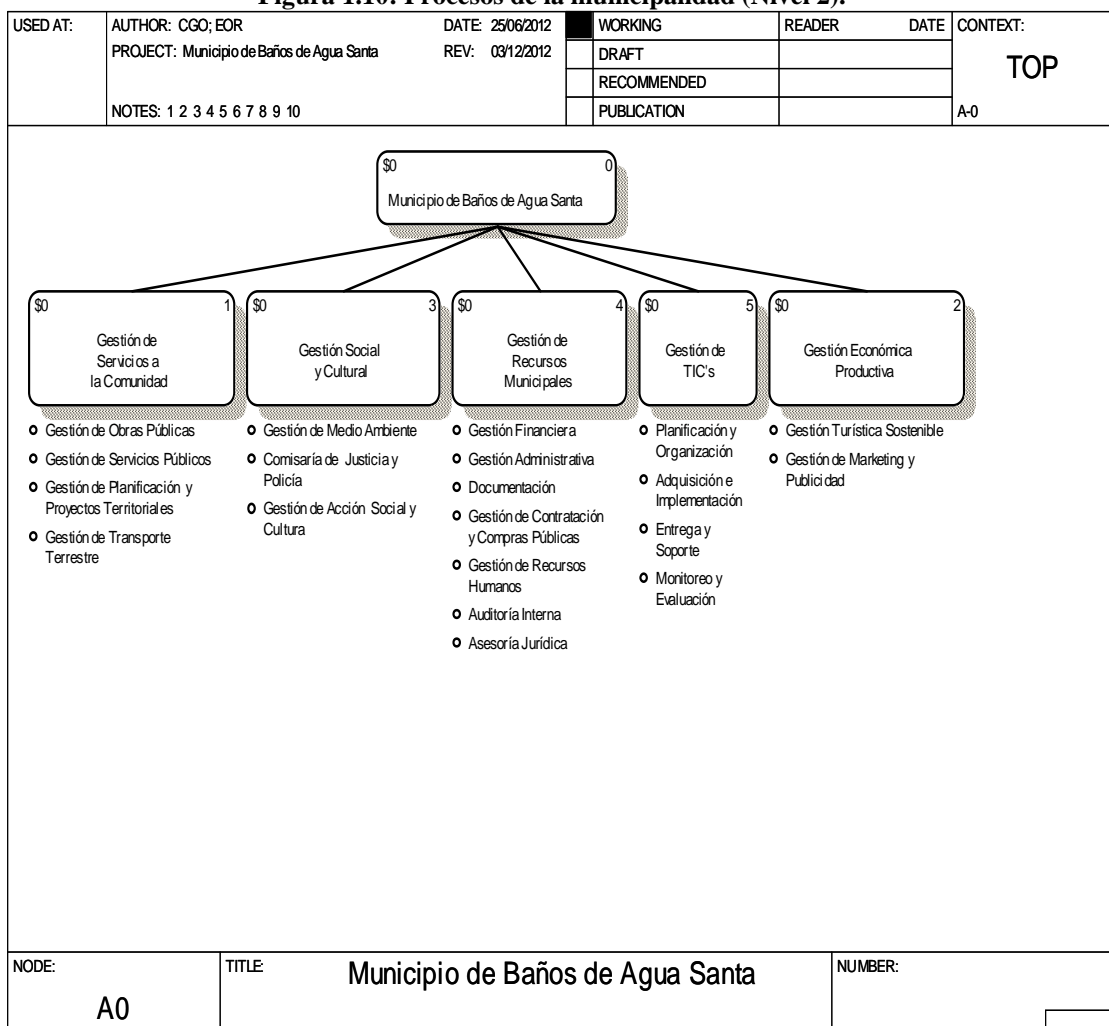 Figura 1.10: Procesos de la municipalidad (Nivel 2).
USED AT:
AUTHOR: CGO; EOR
DATE: 25/06/2012
PROJECT: Municipio de Baños de Agua Santa
REV: 03/12/2012
NOTES: 1 2 3 4 5 6 7 8 9 10
WORKING
DRAFT
RECOMMENDED
PUBLICATION
READER DATE
CONTEXT:
TOP
A-0
$0 0
Municipio de Baños de Agua Santa
$0 1
Gestión de
Servicios a
la Comunidad
Gestión de Obras Públicas
Gestión de Servicios Públicos
Gestión de Planificación y
Proyectos Territoriales
Gestión de Transporte
Terrestre
$0 3
Gestión Social
y Cultural
Gestión de Medio Ambiente
Comisaría de Justicia y
Policía
Gestión de Acción Social y
Cultura
$0 4
Gestión de
Recursos
Municipales
Gestión Financiera
Gestión Administrativa
Documentación
Gestión de Contratación
y Compras Públicas
Gestión de Recursos
Humanos
Auditoría Interna
Asesoría Jurídica
$0 5
Gestión de
TIC's
Planificación y
Organización
Adquisición e
Implementación
Entrega y
Soporte
Monitoreo y
Evaluación
$0 2
Gestión Económica
Productiva
Gestión Turística Sostenible
Gestión de Marketing y
Publicidad
NODE:
A0
TITLE:
Municipio de Baños de Agua Santa
NUMBER: